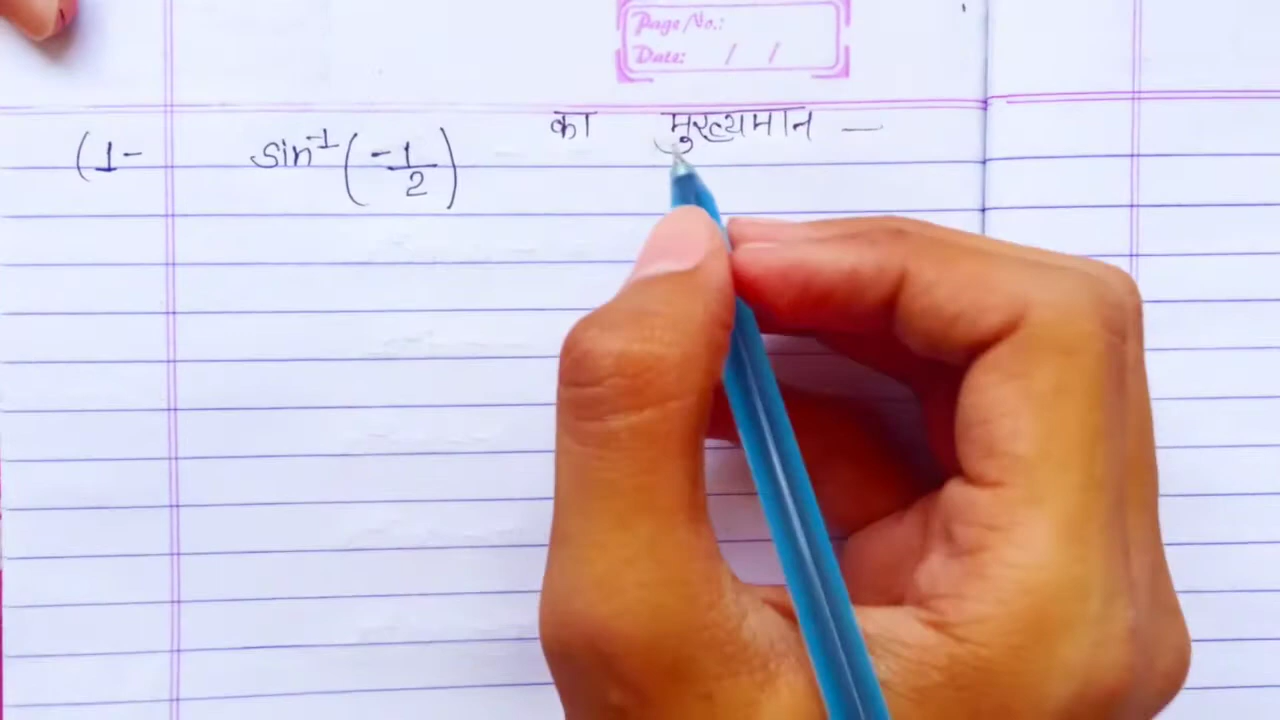 Page No.:
Date: / /
(1- sin⁻¹(-1/2) का मुख्यमान —